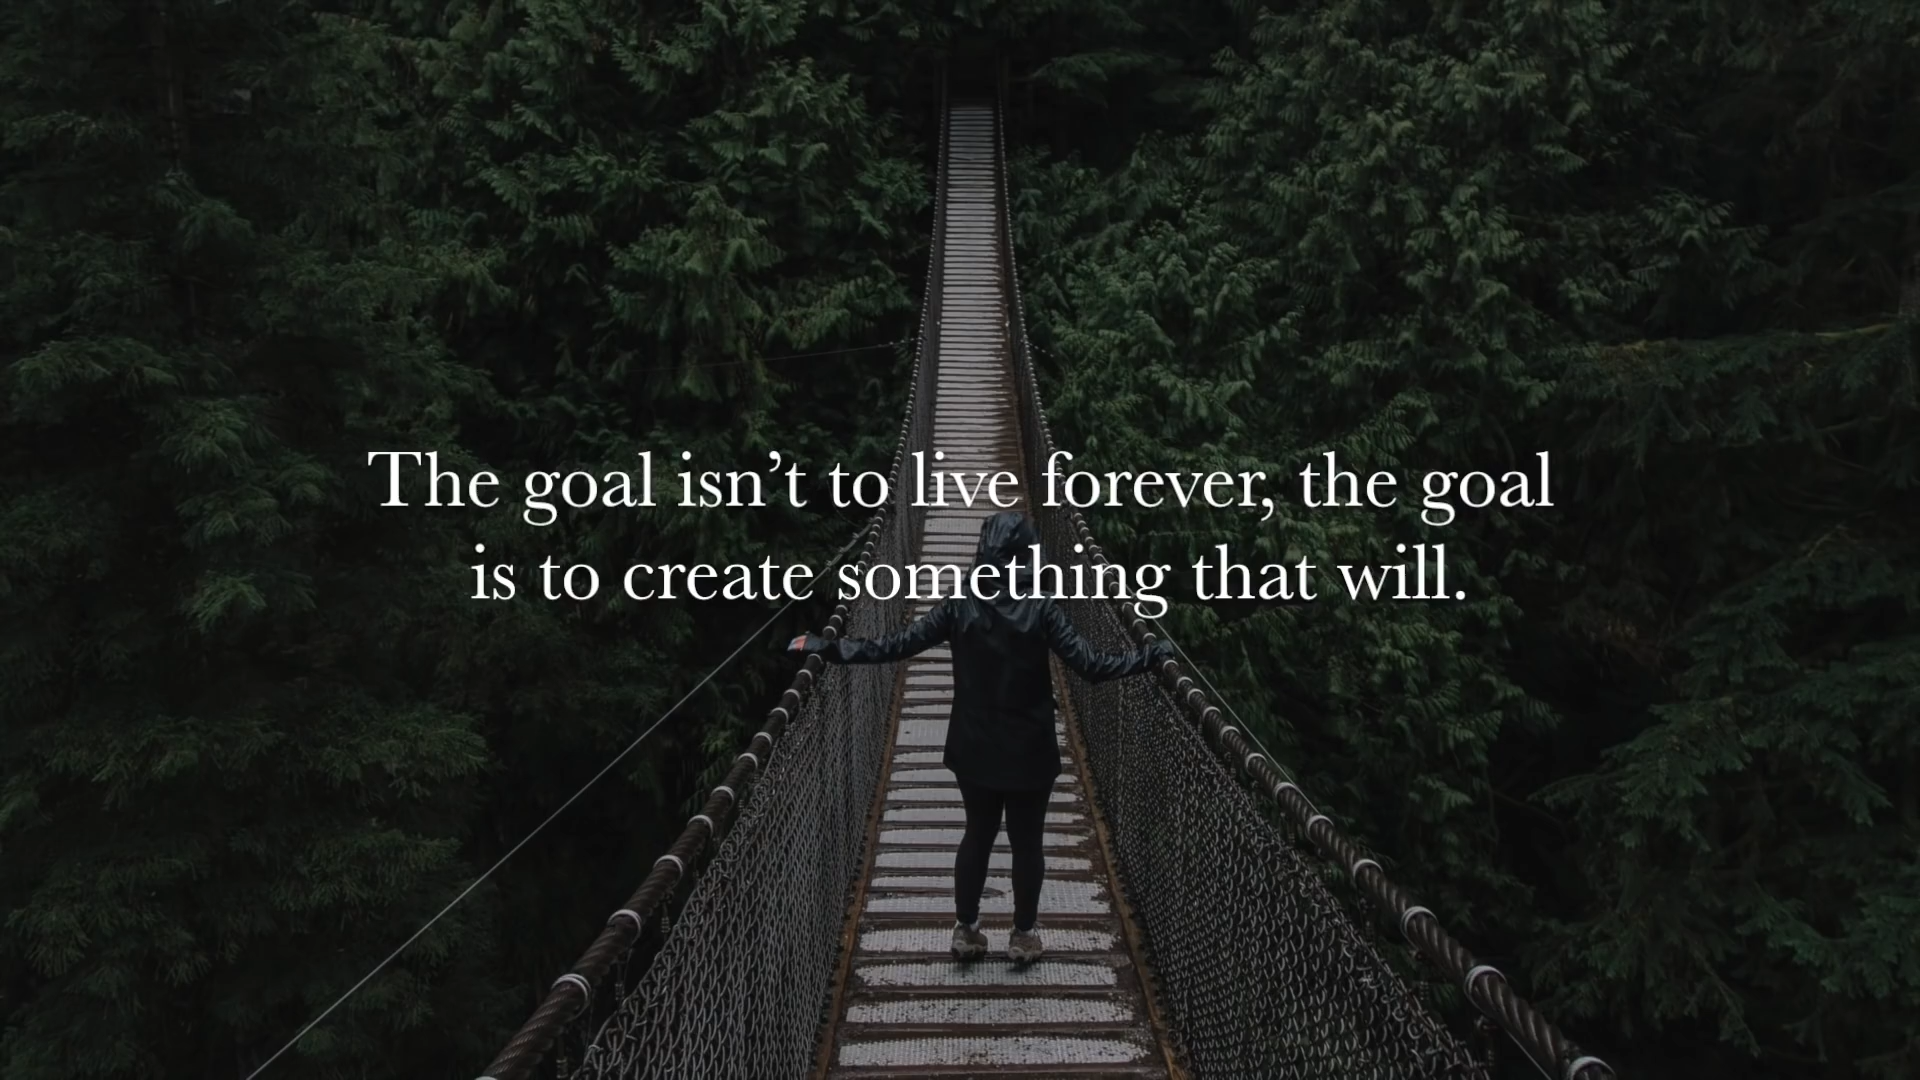 The goal isn’t to live forever, the goal
is to create something that will.